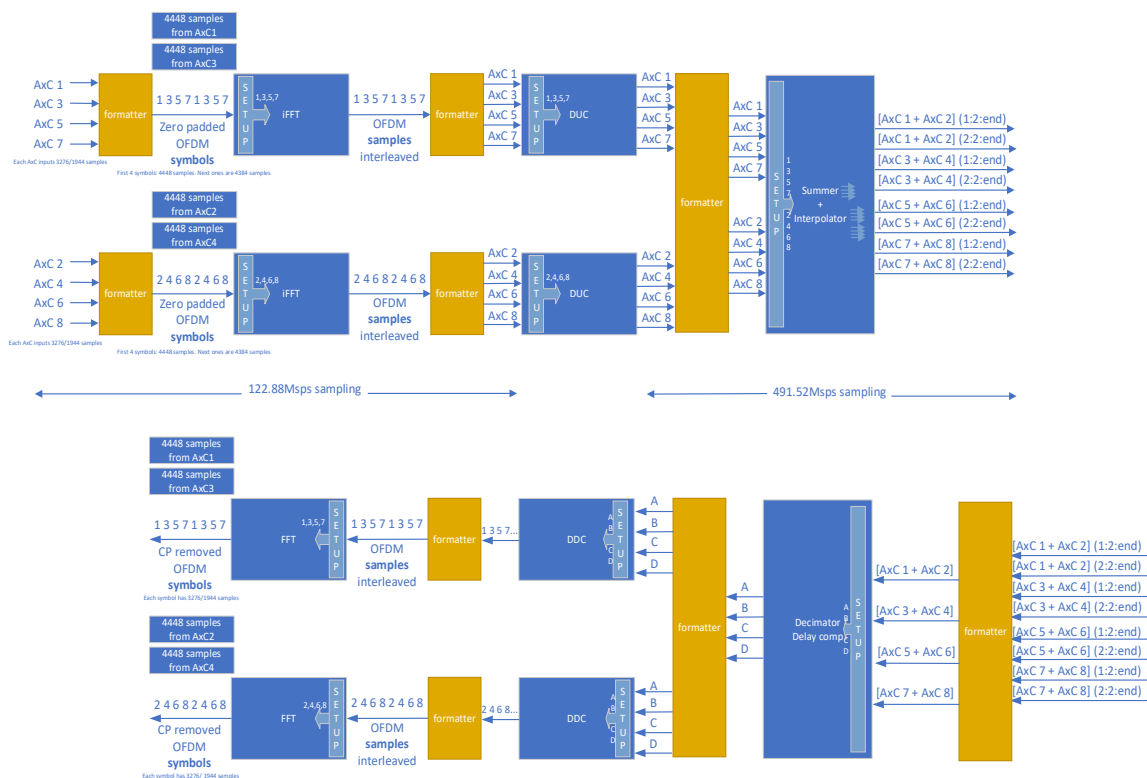 4448 samples
from AxC1
4448 samples
from AxC3
AxC 1
AxC 3
AxC 5
AxC 7
Each AxC inputs 3276/1944 samples
formatter
1 3 5 7 1 3 5 7
Zero padded
OFDM
symbols
First 4 symbols: 4448 samples. Next ones are 4384 samples
SETUP
1,3,5,7
iFFT
1 3 5 7 1 3 5 7
OFDM
samples
interleaved
formatter
AxC 1
AxC 3
AxC 5
AxC 7
SETUP
1,3,5,7
DUC
AxC 1
AxC 3
AxC 5
AxC 7
4448 samples
from AxC2
4448 samples
from AxC4
AxC 2
AxC 4
AxC 6
AxC 8
Each AxC inputs 3276/1944 samples
formatter
2 4 6 8 2 4 6 8
Zero padded
OFDM
symbols
First 4 symbols: 4448 samples. Next ones are 4384 samples
SETUP
2,4,6,8
iFFT
2 4 6 8 2 4 6 8
OFDM
samples
interleaved
formatter
AxC 2
AxC 4
AxC 6
AxC 8
SETUP
2,4,6,8
DUC
AxC 2
AxC 4
AxC 6
AxC 8
formatter
AxC 1
AxC 3
AxC 5
AxC 7
AxC 2
AxC 4
AxC 6
AxC 8
SETUP
1
3
5
7
2
4
6
8
Summer
+
Interpolator
[AxC 1 + AxC 2] (1:2:end)
[AxC 1 + AxC 2] (2:2:end)
[AxC 3 + AxC 4] (1:2:end)
[AxC 3 + AxC 4] (2:2:end)
[AxC 5 + AxC 6] (1:2:end)
[AxC 5 + AxC 6] (2:2:end)
[AxC 7 + AxC 8] (1:2:end)
[AxC 7 + AxC 8] (2:2:end)
122.88Msps sampling
491.52Msps sampling
4448 samples
from AxC1
4448 samples
from AxC3
1 3 5 7 1 3 5 7
CP removed
OFDM
symbols
Each symbol has 3276/1944 samples
FFT
1,3,5,7
SETUP
1 3 5 7 1 3 5 7
OFDM
samples
interleaved
formatter
1 3 5 7...
DDC
A
B
C
D
SETUP
A
B
C
D
4448 samples
from AxC2
4448 samples
from AxC4
2 4 6 8 2 4 6 8
CP removed
OFDM
symbols
Each symbol has 3276/ 1944 samples
FFT
2,4,6,8
SETUP
2 4 6 8 2 4 6 8
OFDM
samples
interleaved
formatter
2 4 6 8...
DDC
A
B
C
D
SETUP
A
B
C
D
formatter
A
B
C
D
Decimator
Delay comp.
A
B
C
D
SETUP
[AxC 1 + AxC 2]
[AxC 3 + AxC 4]
[AxC 5 + AxC 6]
[AxC 7 + AxC 8]
formatter
[AxC 1 + AxC 2] (1:2:end)
[AxC 1 + AxC 2] (2:2:end)
[AxC 3 + AxC 4] (1:2:end)
[AxC 3 + AxC 4] (2:2:end)
[AxC 5 + AxC 6] (1:2:end)
[AxC 5 + AxC 6] (2:2:end)
[AxC 7 + AxC 8] (1:2:end)
[AxC 7 + AxC 8] (2:2:end)